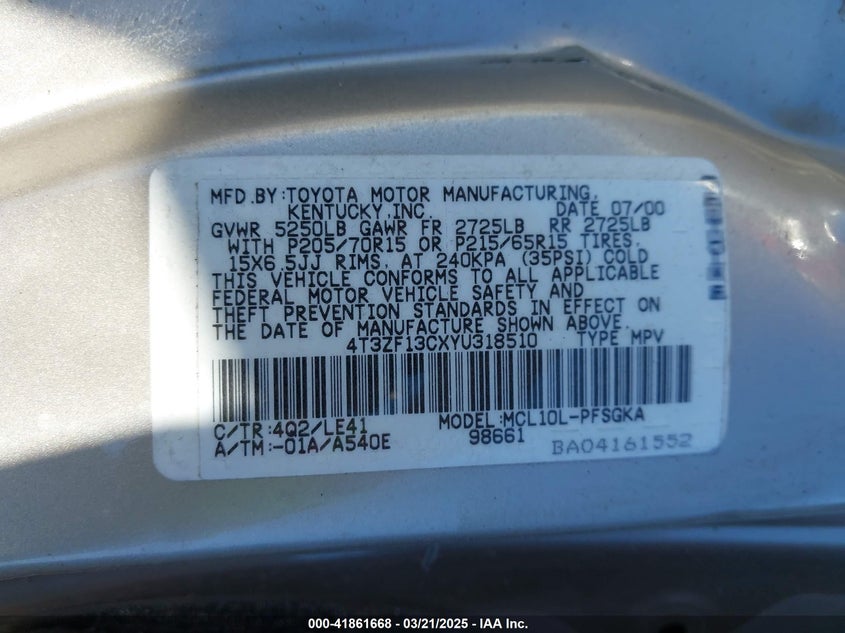 MFD.BY:TOYOTA MOTOR MANUFACTURING,
KENTUCKY,INC. DATE 07/00
GVWR 5250LB GAWR FR 2725LB RR 2725LB
WITH P205/70R15 OR P215/65R15 TIRES,
15X6.5JJ RIMS, AT 240KPA (35PSI) COLD
THIS VEHICLE CONFORMS TO ALL APPLICABLE
FEDERAL MOTOR VEHICLE SAFETY AND
THEFT PREVENTION STANDARDS IN EFFECT ON
THE DATE OF MANUFACTURE SHOWN ABOVE.
4T3ZF13CXYU318510 TYPE MPV
C/TR:4Q2/LE41 MODEL:MCL10L-PFSGKA
A/TM:-01A/A540E 98661 BA04161552
000-41861668 | 03/21/2025 | IAA Inc.